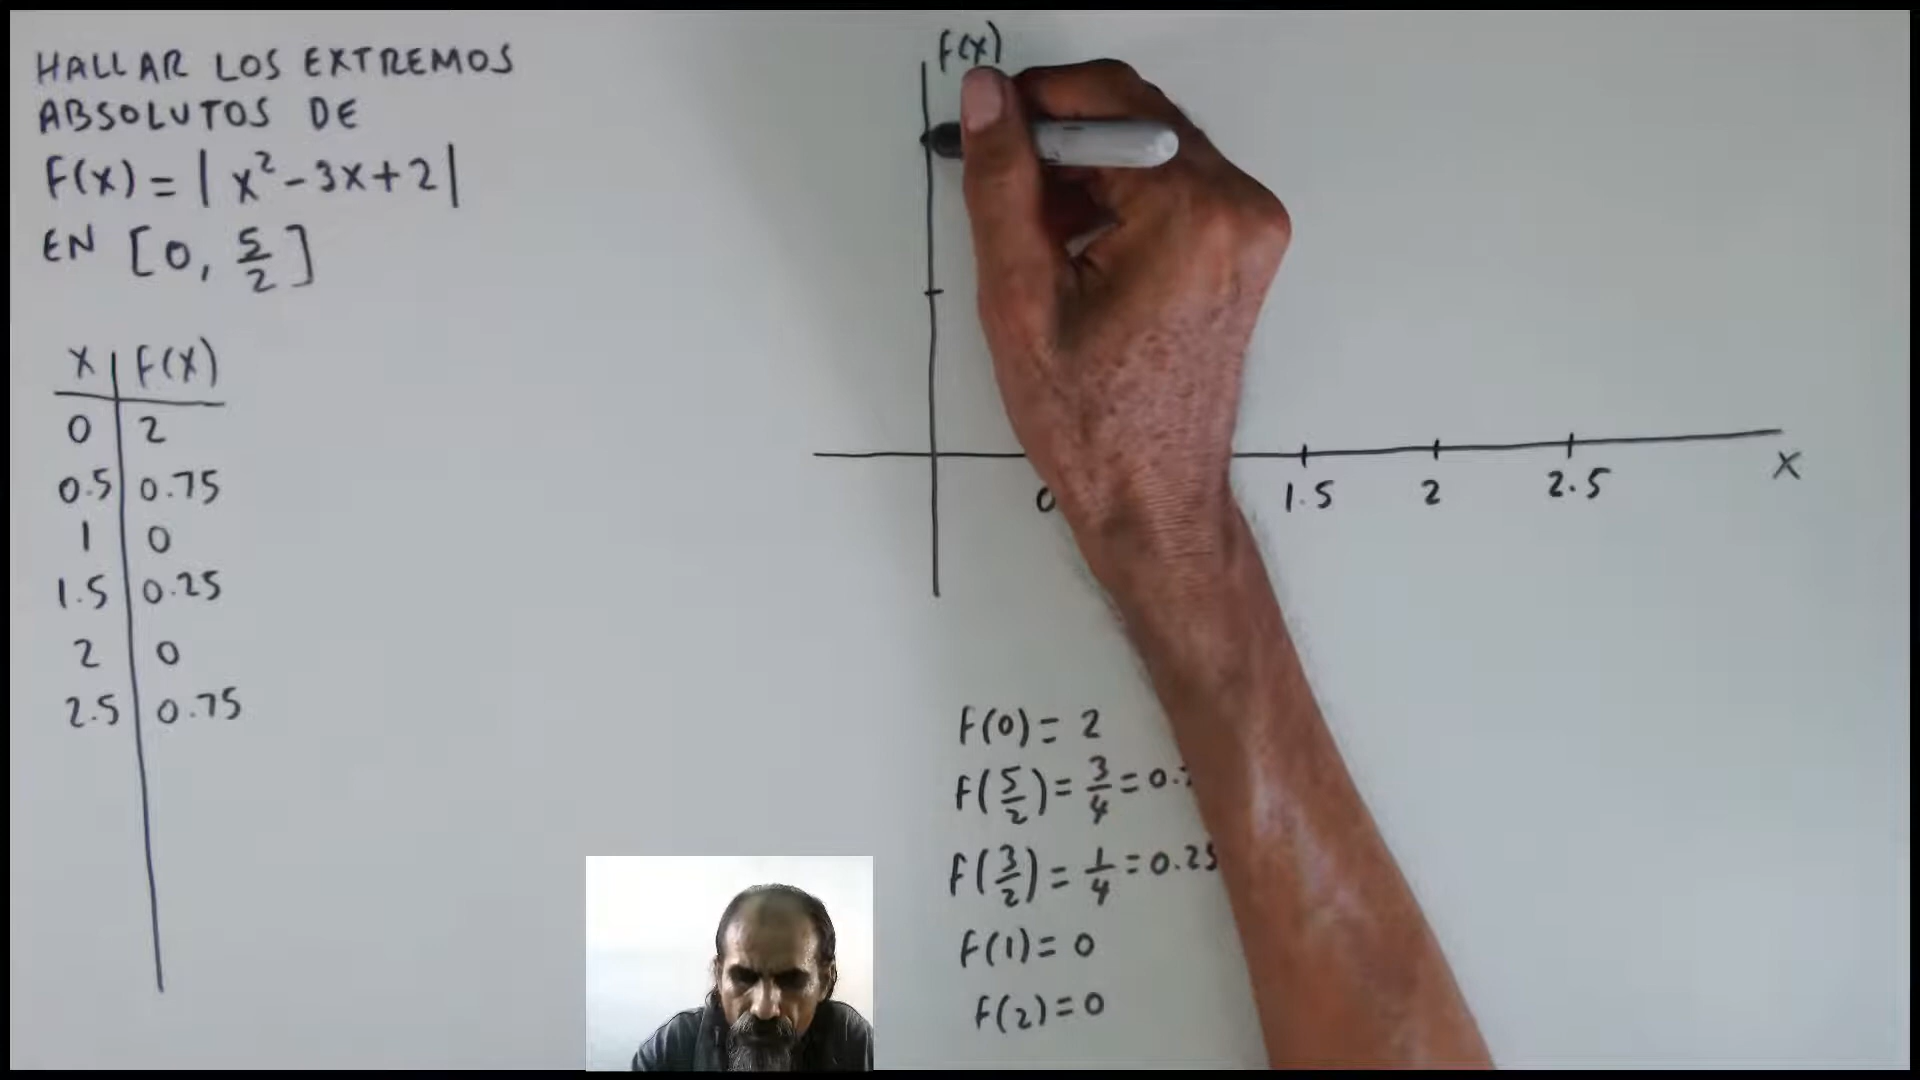 HALLAR LOS EXTREMOS
ABSOLUTOS DE
F(x) = | x² - 3x + 2 |
EN [0, 5/2]
X | F(X)
0 | 2
0.5 | 0.75
1 | 0
1.5 | 0.25
2 | 0
2.5 | 0.75
F(X)
1.5 2 2.5 X
F(0) = 2
F(5/2) = 3/4 = 0.
F(3/2) = 1/4 = 0.25
F(1) = 0
F(2) = 0